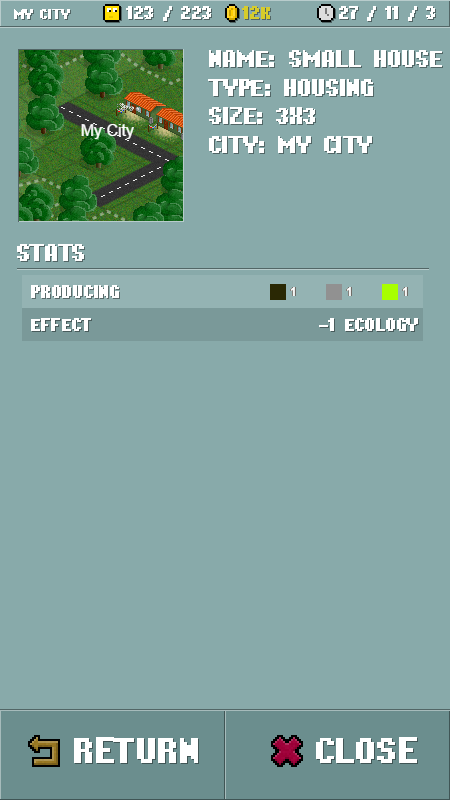 MY CITY 123 / 223 12K 27 / 11 / 3
NAME: SMALL HOUSE
TYPE: HOUSING
SIZE: 3X3
CITY: MY CITY
My City
STATS
PRODUCING 1 1 1
EFFECT -1 ECOLOGY
RETURN CLOSE